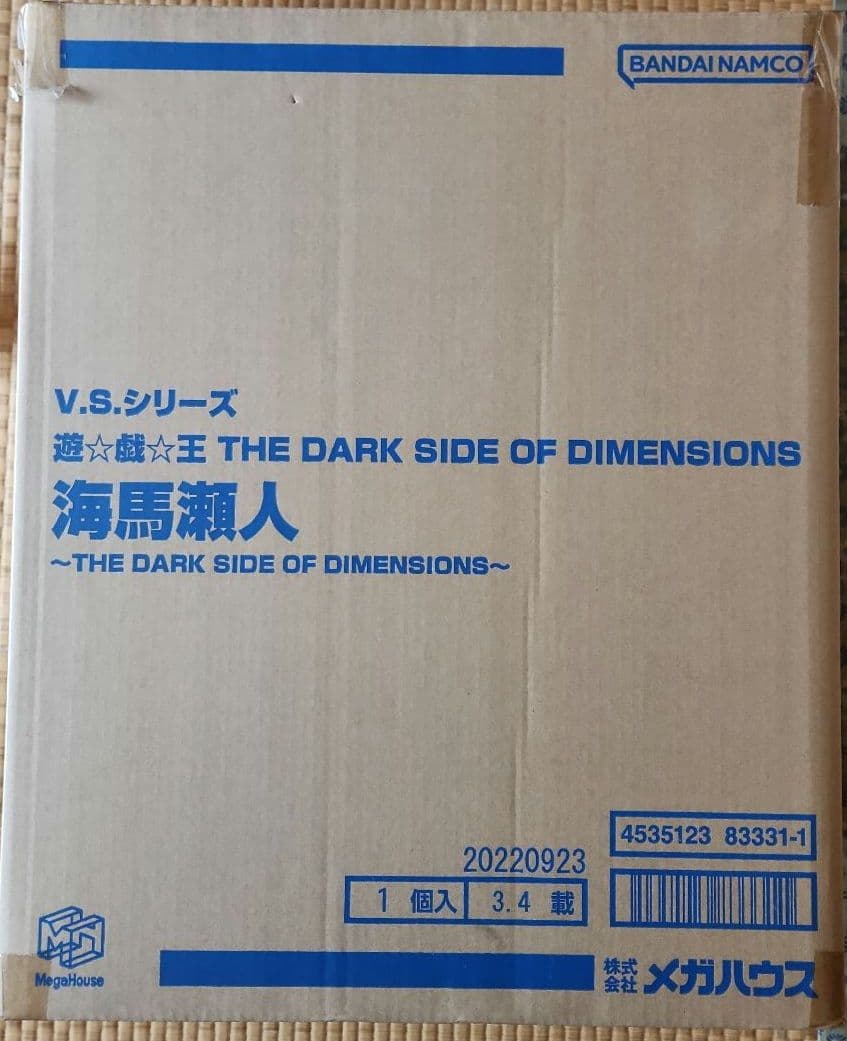 BANDAI NAMCO
V.S.シリーズ
遊☆戯☆王 THE DARK SIDE OF DIMENSIONS
海馬瀬人
～THE DARK SIDE OF DIMENSIONS～
4535123 83331-1
20220923
1 個入 3.4 載
MegaHouse
株式会社 メガハウス